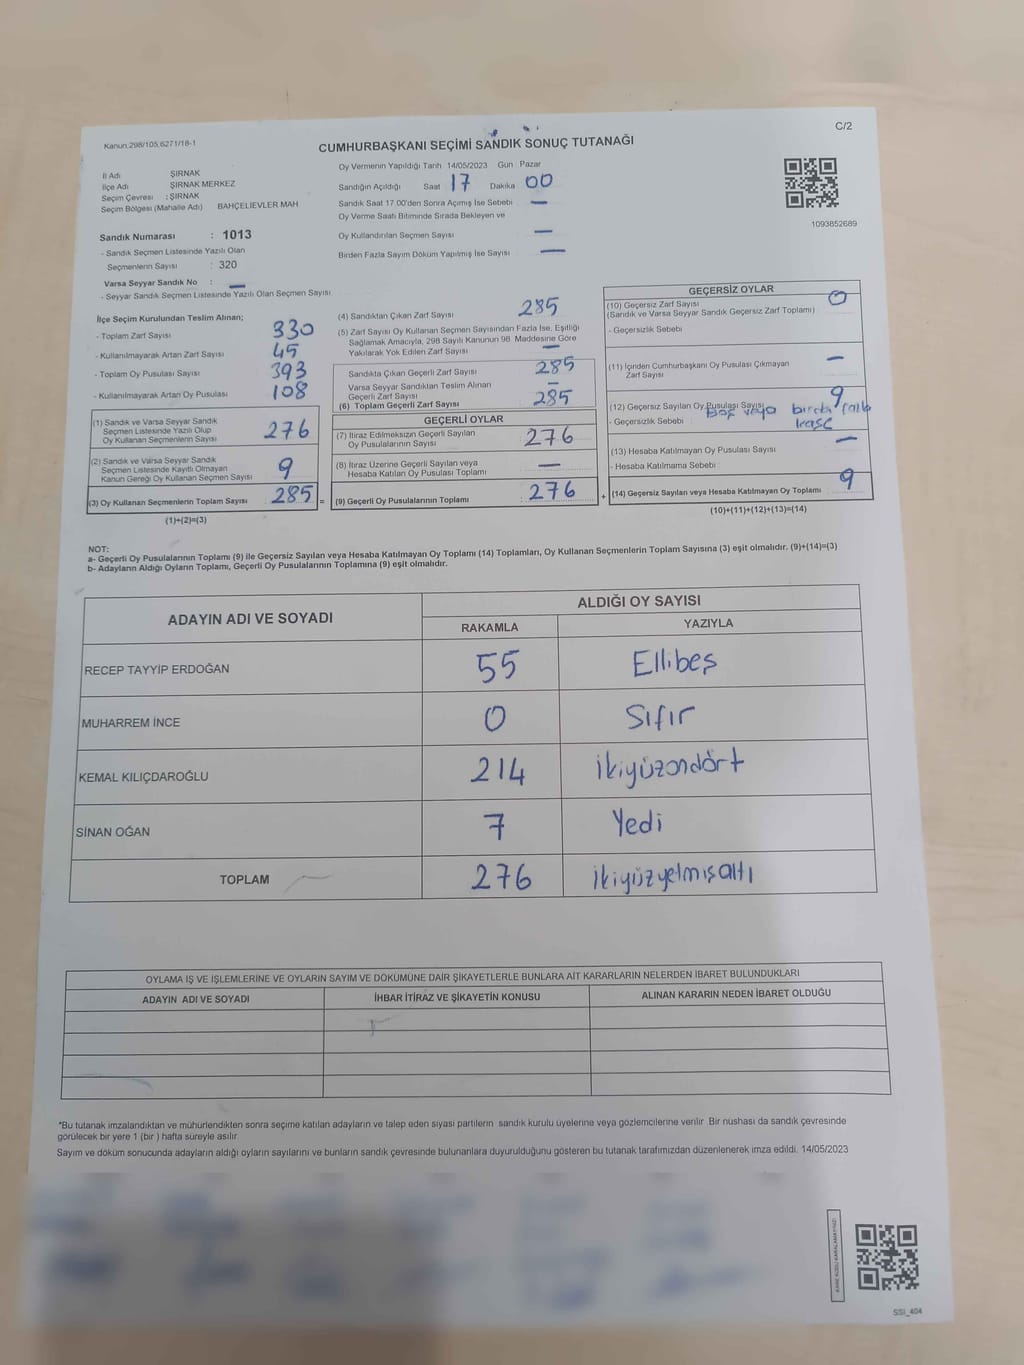 C/2
Kanun,298/105,6271/18-1
CUMHURBAŞKANI SEÇİMİ SANDIK SONUÇ TUTANAĞI
İl Adı ŞIRNAK
İlçe Adı ŞIRNAK MERKEZ
Seçim Çevresi : ŞIRNAK
Seçim Bölgesi (Mahalle Adı) BAHÇELİEVLER MAH
Sandık Numarası : 1013
- Sandık Seçmen Listesinde Yazılı Olan
Seçmenlerin Sayısı : 320
Varsa Seyyar Sandık No : —
- Seyyar Sandık Seçmen Listesinde Yazılı Olan Seçmen Sayısı
Oy Vermenin Yapıldığı Tarih 14/05/2023 Gün Pazar
Sandığın Açıldığı Saat 17 Dakika 00
Sandık Saat 17.00'den Sonra Açımış İse Sebebi —
Oy Verme Saati Bitiminde Sırada Bekleyen ve
Oy Kullandırılan Seçmen Sayısı —
Birden Fazla Sayım Döküm Yapılmış İse Sayısı —
1093852689
İlçe Seçim Kurulundan Teslim Alınan;
- Toplam Zarf Sayısı 330
- Kullanılmayarak Artan Zarf Sayısı 45
- Toplam Oy Pusulası Sayısı 393
- Kullanılmayarak Artan Oy Pusulası 108
(1) Sandık ve Varsa Seyyar Sandık
Seçmen Listesinde Yazılı Olup
Oy Kullanan Seçmenlerin Sayısı 276
(2) Sandık ve Varsa Seyyar Sandık
Seçmen Listesinde Kayıtlı Olmayan
Kanun Gereği Oy Kullanan Seçmen Sayısı 9
(3) Oy Kullanan Seçmenlerin Toplam Sayısı 285 =
(1)+(2)=(3)
(4) Sandıktan Çıkan Zarf Sayısı 285
(5) Zarf Sayısı Oy Kullanan Seçmen Sayısından Fazla İse, Eşitliği
Sağlamak Amacıyla, 298 Sayılı Kanunun 98. Maddesine Göre
Yakılarak Yok Edilen Zarf Sayısı —
Sandıkta Çıkan Geçerli Zarf Sayısı 285
Varsa Seyyar Sandıktan Teslim Alınan
Geçerli Zarf Sayısı —
(6) Toplam Geçerli Zarf Sayısı 285
GEÇERLİ OYLAR
(7) İtiraz Edilmeksizin Geçerli Sayılan
Oy Pusulalarının Sayısı 276
(8) İtiraz Üzerine Geçerli Sayılan veya
Hesaba Katılan Oy Pusulası Toplamı —
(9) Geçerli Oy Pusulalarının Toplamı 276 +
GEÇERSİZ OYLAR
(10) Geçersiz Zarf Sayısı 0
(Sandık ve Varsa Seyyar Sandık Geçersiz Zarf Toplamı)
- Geçersizlik Sebebi
(11) İçinden Cumhurbaşkanı Oy Pusulası Çıkmayan
Zarf Sayısı —
(12) Geçersiz Sayılan Oy Pusulası Sayısı 9
- Geçersizlik Sebebi : Boş veya birden fazla
kaşe
(13) Hesaba Katılmayan Oy Pusulası Sayısı —
- Hesaba Katılmama Sebebi
(14) Geçersiz Sayılan veya Hesaba Katılmayan Oy Toplamı 9
(10)+(11)+(12)+(13)=(14)
NOT:
a- Geçerli Oy Pusulalarının Toplamı (9) ile Geçersiz Sayılan veya Hesaba Katılmayan Oy Toplamı (14) Toplamları, Oy Kullanan Seçmenlerin Toplam Sayısına (3) eşit olmalıdır. (9)+(14)=(3)
b- Adayların Aldığı Oyların Toplamı, Geçerli Oy Pusulalarının Toplamına (9) eşit olmalıdır.
ADAYIN ADI VE SOYADI ALDIĞI OY SAYISI
RAKAMLA YAZIYLA
RECEP TAYYİP ERDOĞAN 55 Ellibeş
MUHARREM İNCE 0 Sıfır
KEMAL KILIÇDAROĞLU 214 ikiyüzondört
SİNAN OĞAN 7 Yedi
TOPLAM 276 ikiyüzyetmişaltı
OYLAMA İŞ VE İŞLEMLERİNE VE OYLARIN SAYIM VE DÖKÜMÜNE DAİR ŞİKAYETLERLE BUNLARA AİT KARARLARIN NELERDEN İBARET BULUNDUKLARI
ADAYIN ADI VE SOYADI İHBAR İTİRAZ VE ŞİKAYETİN KONUSU ALINAN KARARIN NEDEN İBARET OLDUĞU
*Bu tutanak imzalandıktan ve mühürlendikten sonra seçime katılan adayların ve talep eden siyasi partilerin sandık kurulu üyelerine veya gözlemcilerine verilir. Bir nüshası da sandık çevresinde
görülecek bir yere 1 (bir) hafta süreyle asılır.
Sayım ve döküm sonucunda adayların aldığı oyların sayılarını ve bunların sandık çevresinde bulunanlara duyurulduğunu gösteren bu tutanak tarafımızdan düzenlenerek imza edildi. 14/05/2023
SSI_404